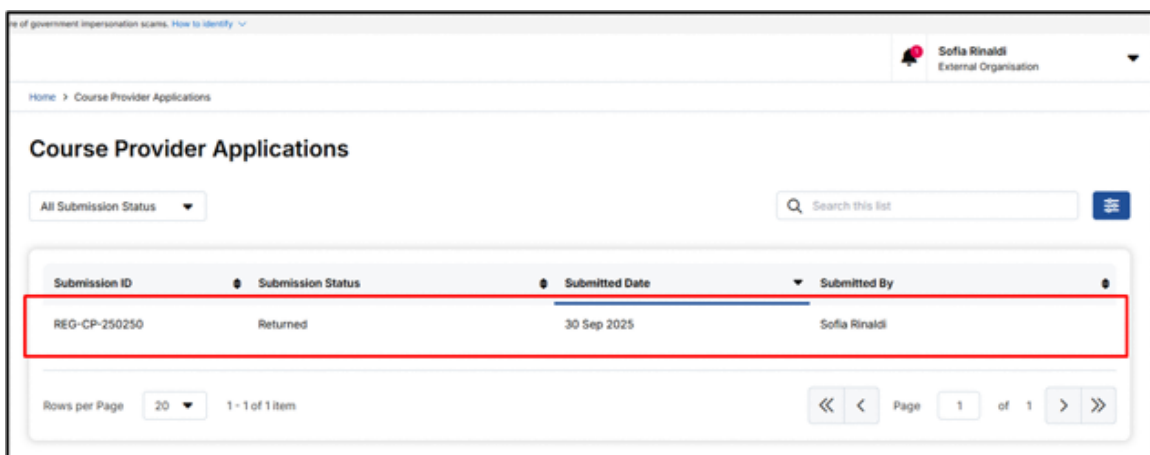 re of government impersonation scams. How to identify
1
Sofia Rinaldi
External Organisation
Home > Course Provider Applications
Course Provider Applications
All Submission Status
Search this list
Submission ID Submission Status Submitted Date Submitted By
REG-CP-250250 Returned 30 Sep 2025 Sofia Rinaldi
Rows per Page 20 1 - 1 of 1 item Page 1 of 1